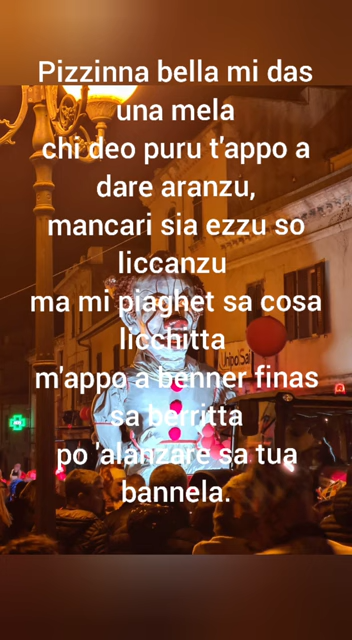 Pizzinna bella mi das
una mela
chi deo puru t'appo a
dare aranzu,
mancari sia ezzu so
liccanzu
ma mi piaghet sa cosa
licchitta
m'appo a benner finas
sa berritta
po 'alanzare sa tua
bannela.